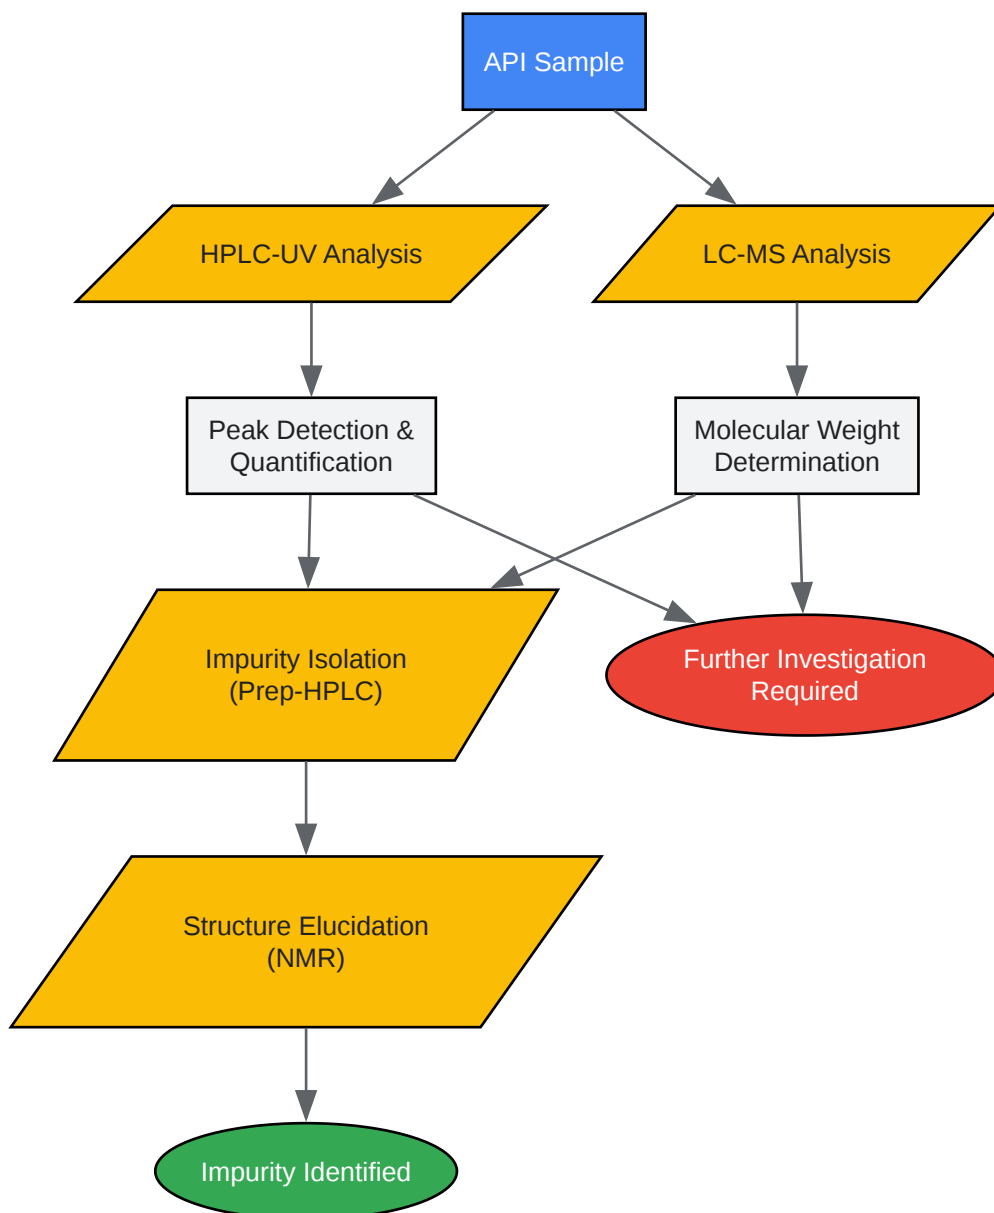 API Sample
HPLC-UV Analysis
LC-MS Analysis
Peak Detection &
Quantification
Molecular Weight
Determination
Impurity Isolation
(Prep-HPLC)
Further Investigation
Required
Structure Elucidation
(NMR)
Impurity Identified